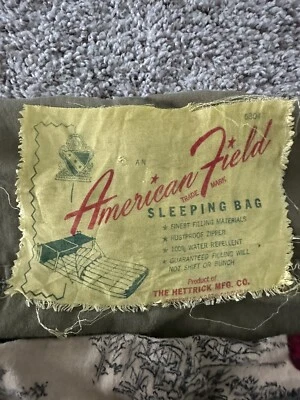 AN
American Field
TRADE MARK
SLEEPING BAG
★ FINEST FILLING MATERIALS
★ RUSTPROOF ZIPPER
★ 100% WATER REPELLENT
★ GUARANTEED FILLING WILL
NOT SHIFT OR BUNCH
Product of
THE HETTRICK MFG. CO.